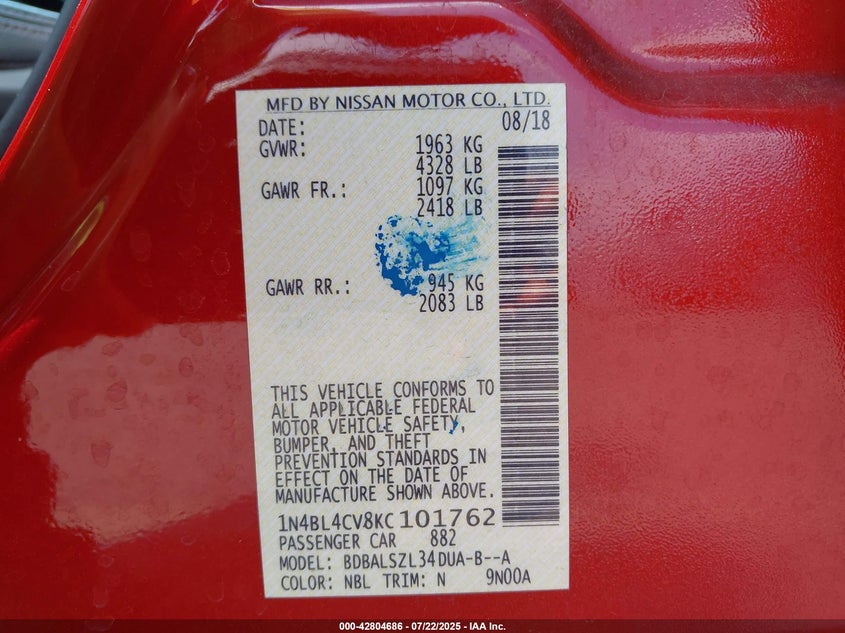 MFD BY NISSAN MOTOR CO., LTD.
DATE: 08/18
GVWR: 1963 KG
4328 LB
GAWR FR.: 1097 KG
2418 LB
GAWR RR.: 945 KG
2083 LB
THIS VEHICLE CONFORMS TO
ALL APPLICABLE FEDERAL
MOTOR VEHICLE SAFETY,
BUMPER, AND THEFT
PREVENTION STANDARDS IN
EFFECT ON THE DATE OF
MANUFACTURE SHOWN ABOVE.
1N4BL4CV8KC101762
PASSENGER CAR 882
MODEL: BDBALSZL34DUA-B--A
COLOR: NBL TRIM: N 9N00A
000-42804686 - 07/22/2025 - IAA Inc.